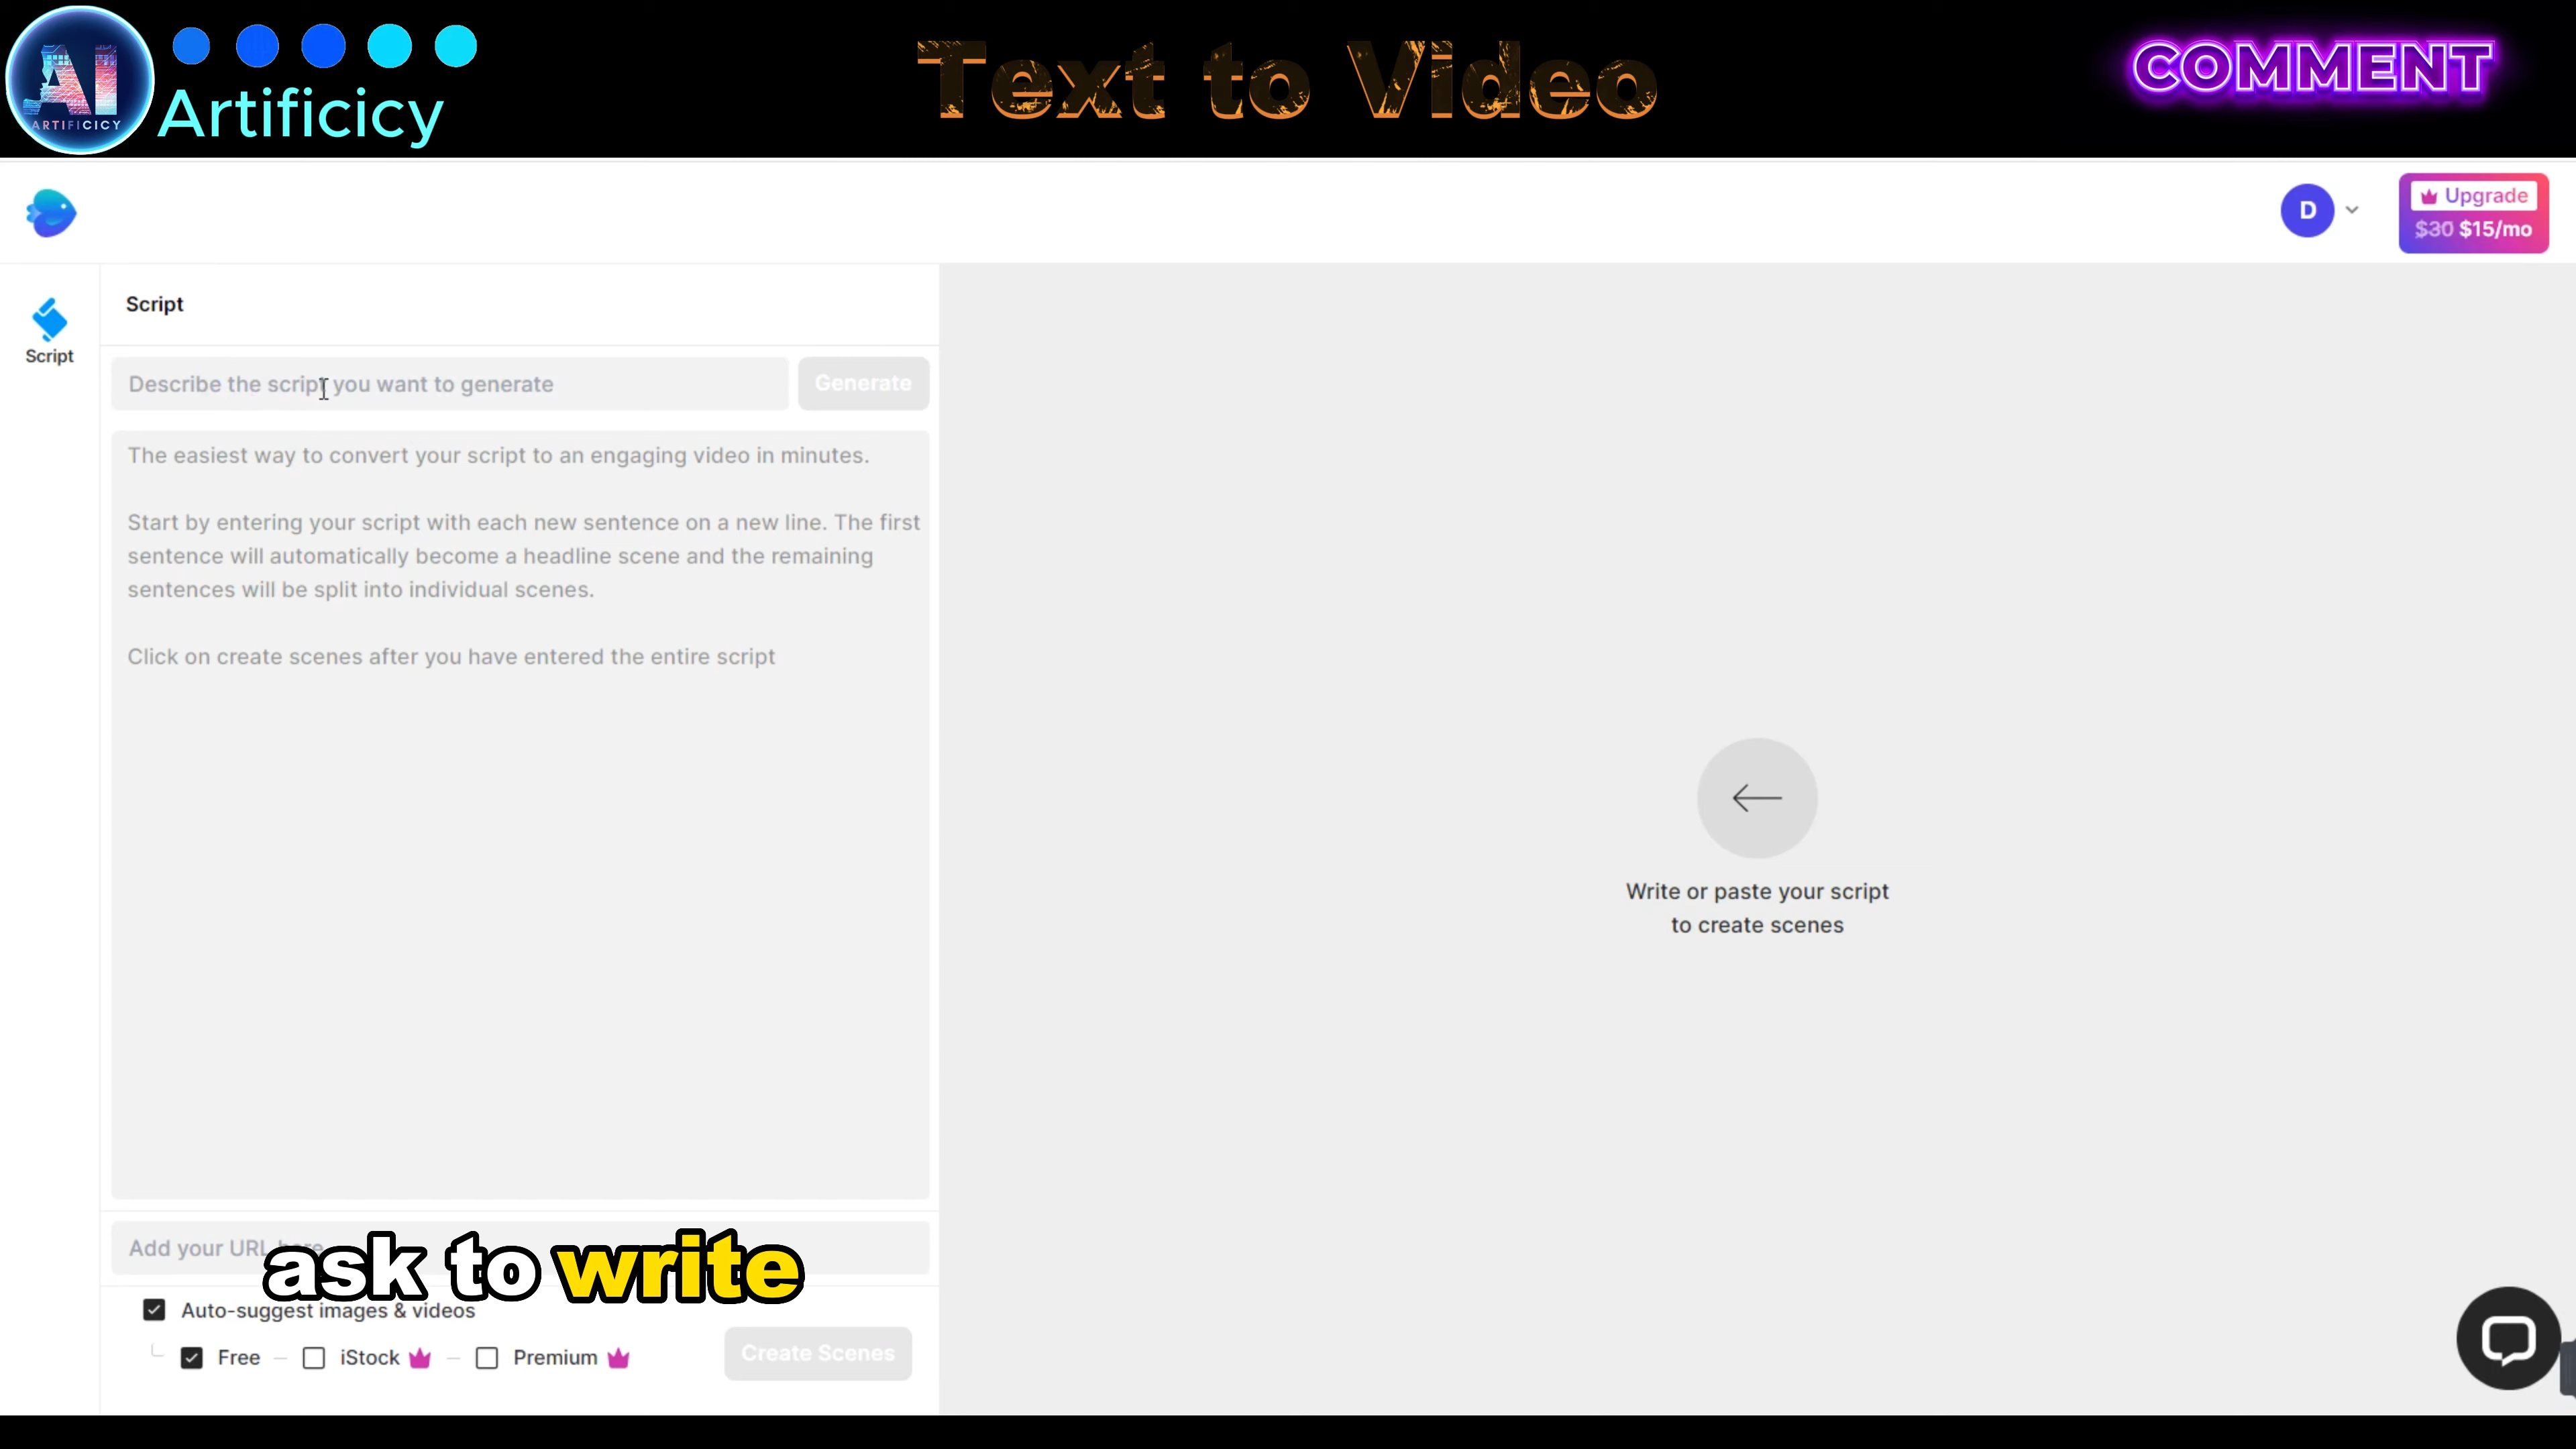 AI
ARTIFICICY
Artificicy
Text to Video
COMMENT
D
Upgrade
$30 $15/mo
Script
Script
Describe the script you want to generate
Generate
The easiest way to convert your script to an engaging video in minutes.
Start by entering your script with each new sentence on a new line. The first
sentence will automatically become a headline scene and the remaining
sentences will be split into individual scenes.
Click on create scenes after you have entered the entire script
Write or paste your script
to create scenes
Add your URL here
ask to write
Auto-suggest images & videos
Free
iStock
Premium
Create Scenes